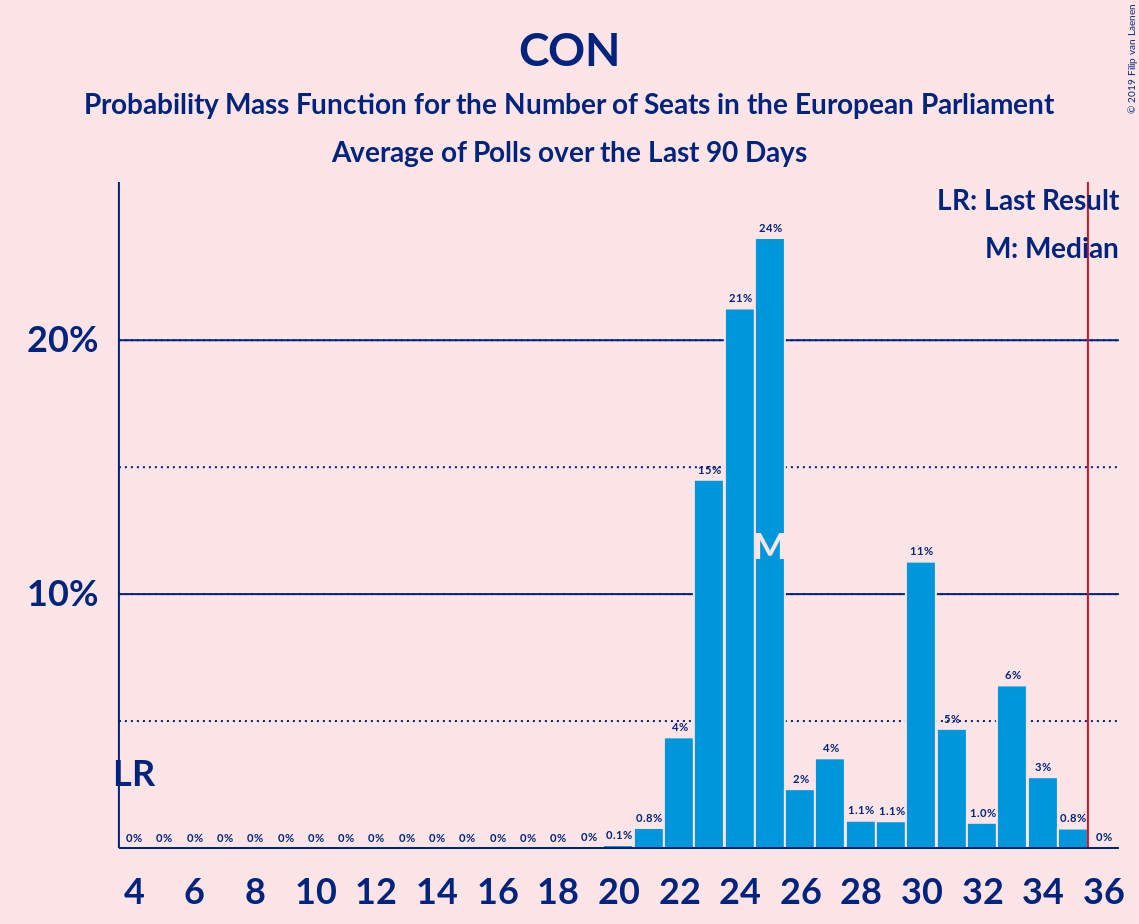 CON
Probability Mass Function for the Number of Seats in the European Parliament
Average of Polls over the Last 90 Days
© 2019 Filip van Laenen
LR: Last Result
M: Median
24%
21%
20%
15%
M
11%
10%
6%
5%
4%
4%
3%
2%
LR
1.1% 1.1% 1.0%
0.8% 0.8%
0% 0% 0% 0% 0% 0% 0% 0% 0% 0% 0% 0% 0% 0% 0% 0% 0.1% 0%
4 6 8 10 12 14 16 18 20 22 24 26 28 30 32 34 36